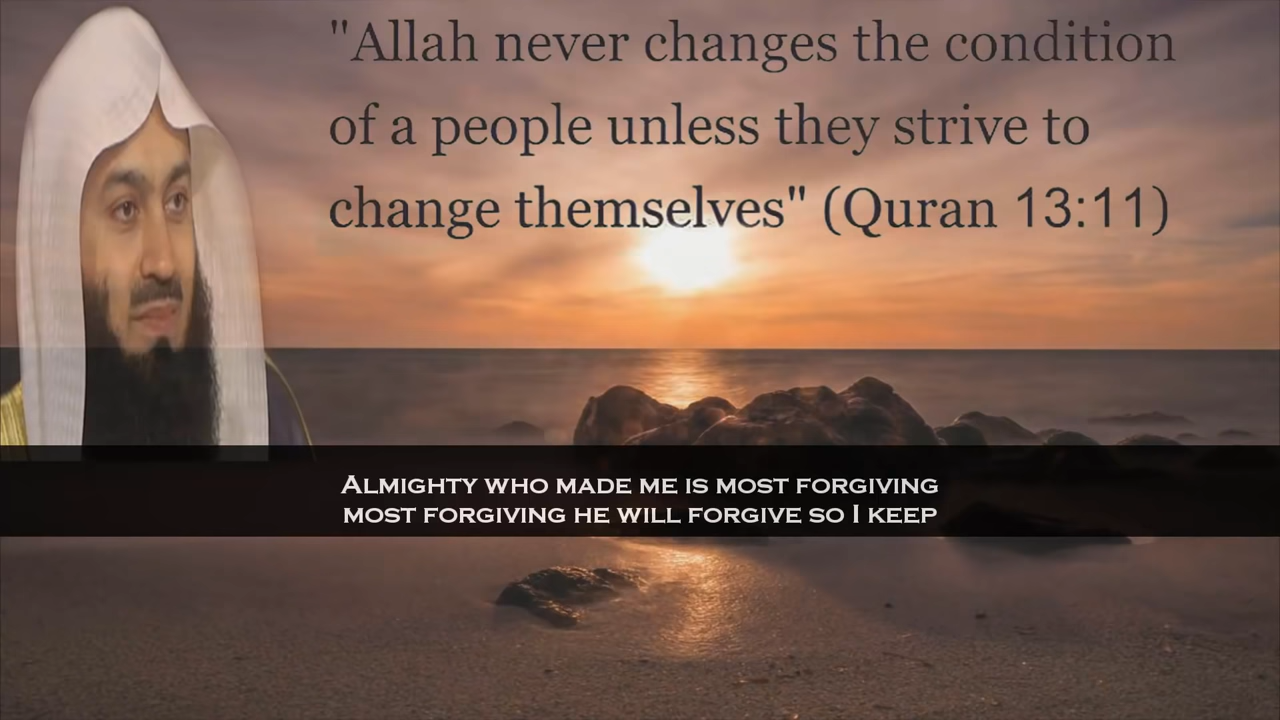 "Allah never changes the condition
of a people unless they strive to
change themselves" (Quran 13:11)
ALMIGHTY WHO MADE ME IS MOST FORGIVING
MOST FORGIVING HE WILL FORGIVE SO I KEEP